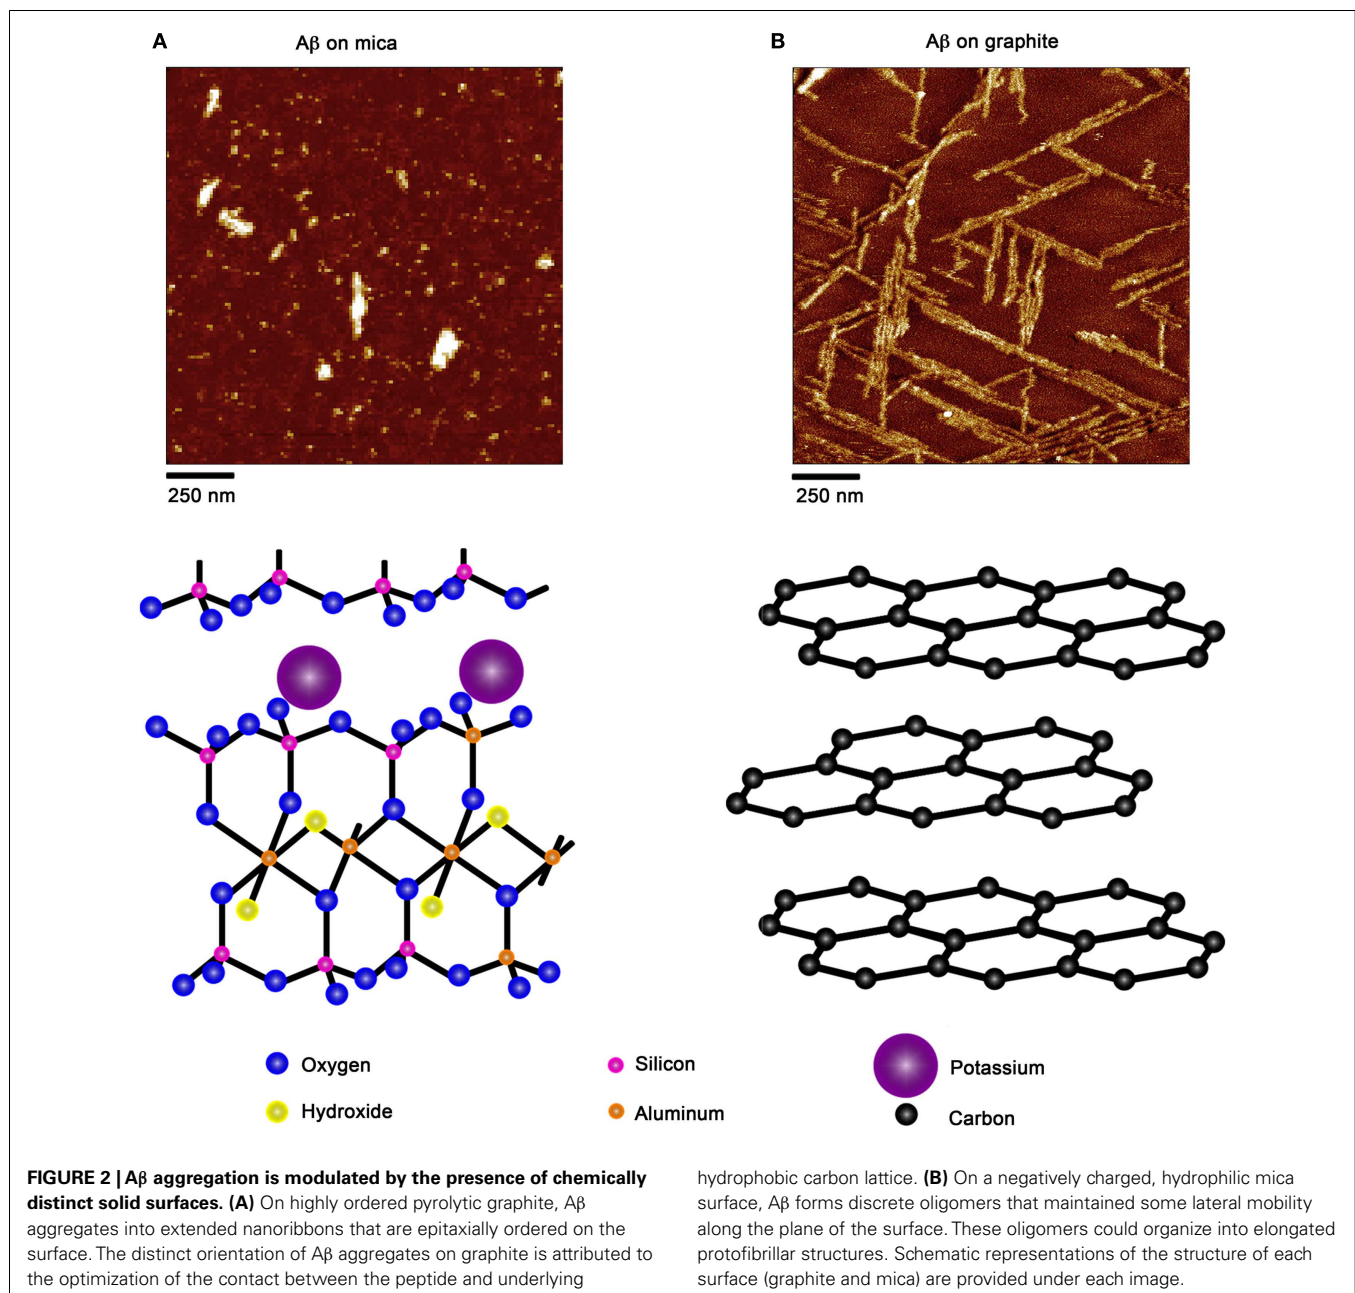 A
Aβ on mica
B
Aβ on graphite
250 nm
250 nm
Oxygen
Silicon
Potassium
Hydroxide
Aluminum
Carbon
FIGURE 2 | Aβ aggregation is modulated by the presence of chemically
distinct solid surfaces. (A) On highly ordered pyrolytic graphite, Aβ
aggregates into extended nanoribbons that are epitaxially ordered on the
surface. The distinct orientation of Aβ aggregates on graphite is attributed to
the optimization of the contact between the peptide and underlying
hydrophobic carbon lattice. (B) On a negatively charged, hydrophilic mica
surface, Aβ forms discrete oligomers that maintained some lateral mobility
along the plane of the surface. These oligomers could organize into elongated
protofibrillar structures. Schematic representations of the structure of each
surface (graphite and mica) are provided under each image.